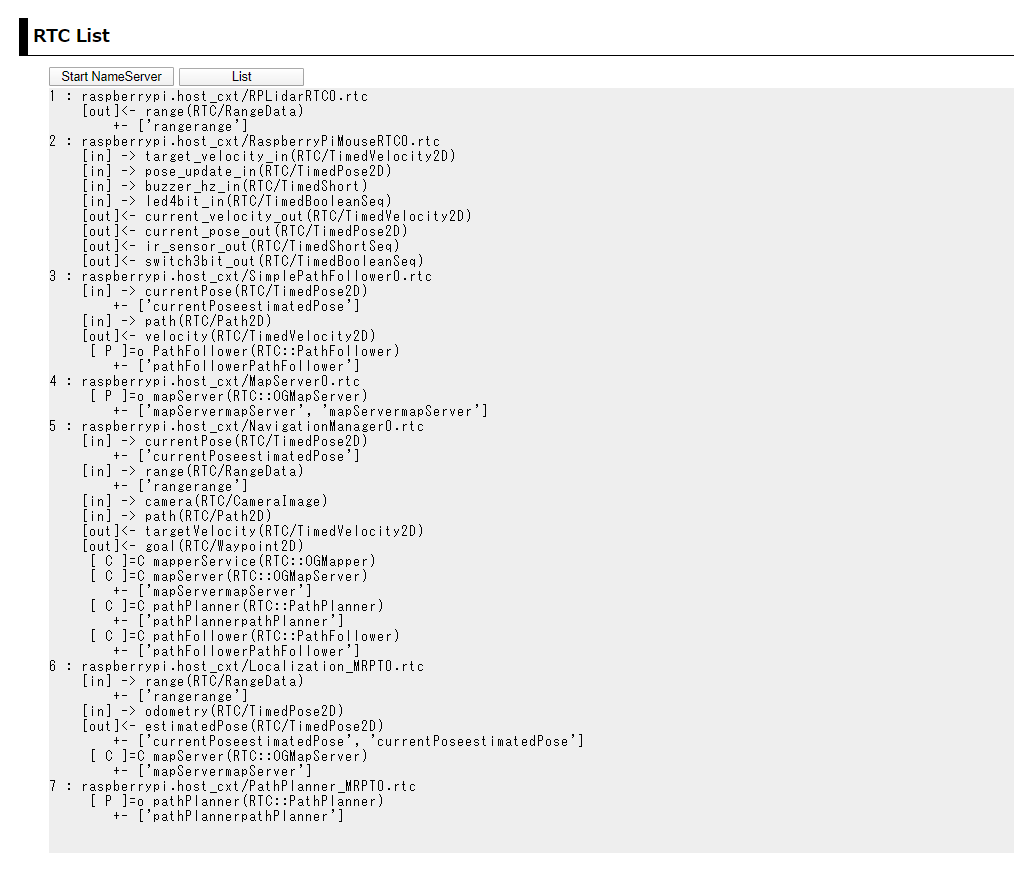 RTC List
Start NameServer List
1 : raspberrypi.host_cxt/RPLidarRTC0.rtc
[out]<- range(RTC/RangeData)
+- ['rangerange']
2 : raspberrypi.host_cxt/RaspberryPiMouseRTC0.rtc
[in] -> target_velocity_in(RTC/TimedVelocity2D)
[in] -> pose_update_in(RTC/TimedPose2D)
[in] -> buzzer_hz_in(RTC/TimedShort)
[in] -> led4bit_in(RTC/TimedBooleanSeq)
[out]<- current_velocity_out(RTC/TimedVelocity2D)
[out]<- current_pose_out(RTC/TimedPose2D)
[out]<- ir_sensor_out(RTC/TimedShortSeq)
[out]<- switch3bit_out(RTC/TimedBooleanSeq)
3 : raspberrypi.host_cxt/SimplePathFollower0.rtc
[in] -> currentPose(RTC/TimedPose2D)
+- ['currentPoseestimatedPose']
[in] -> path(RTC/Path2D)
[out]<- velocity(RTC/TimedVelocity2D)
[ P ]=o PathFollower(RTC::PathFollower)
+- ['pathFollowerPathFollower']
4 : raspberrypi.host_cxt/MapServer0.rtc
[ P ]=o mapServer(RTC::OGMapServer)
+- ['mapServermapServer', 'mapServermapServer']
5 : raspberrypi.host_cxt/NavigationManager0.rtc
[in] -> currentPose(RTC/TimedPose2D)
+- ['currentPoseestimatedPose']
[in] -> range(RTC/RangeData)
+- ['rangerange']
[in] -> camera(RTC/CameraImage)
[in] -> path(RTC/Path2D)
[out]<- targetVelocity(RTC/TimedVelocity2D)
[out]<- goal(RTC/Waypoint2D)
[ C ]=C mapperService(RTC::OGMapper)
[ C ]=C mapServer(RTC::OGMapServer)
+- ['mapServermapServer']
[ C ]=C pathPlanner(RTC::PathPlanner)
+- ['pathPlannerpathPlanner']
[ C ]=C pathFollower(RTC::PathFollower)
+- ['pathFollowerPathFollower']
6 : raspberrypi.host_cxt/Localization_MRPT0.rtc
[in] -> range(RTC/RangeData)
+- ['rangerange']
[in] -> odometry(RTC/TimedPose2D)
[out]<- estimatedPose(RTC/TimedPose2D)
+- ['currentPoseestimatedPose', 'currentPoseestimatedPose']
[ C ]=C mapServer(RTC::OGMapServer)
+- ['mapServermapServer']
7 : raspberrypi.host_cxt/PathPlanner_MRPT0.rtc
[ P ]=o pathPlanner(RTC::PathPlanner)
+- ['pathPlannerpathPlanner']